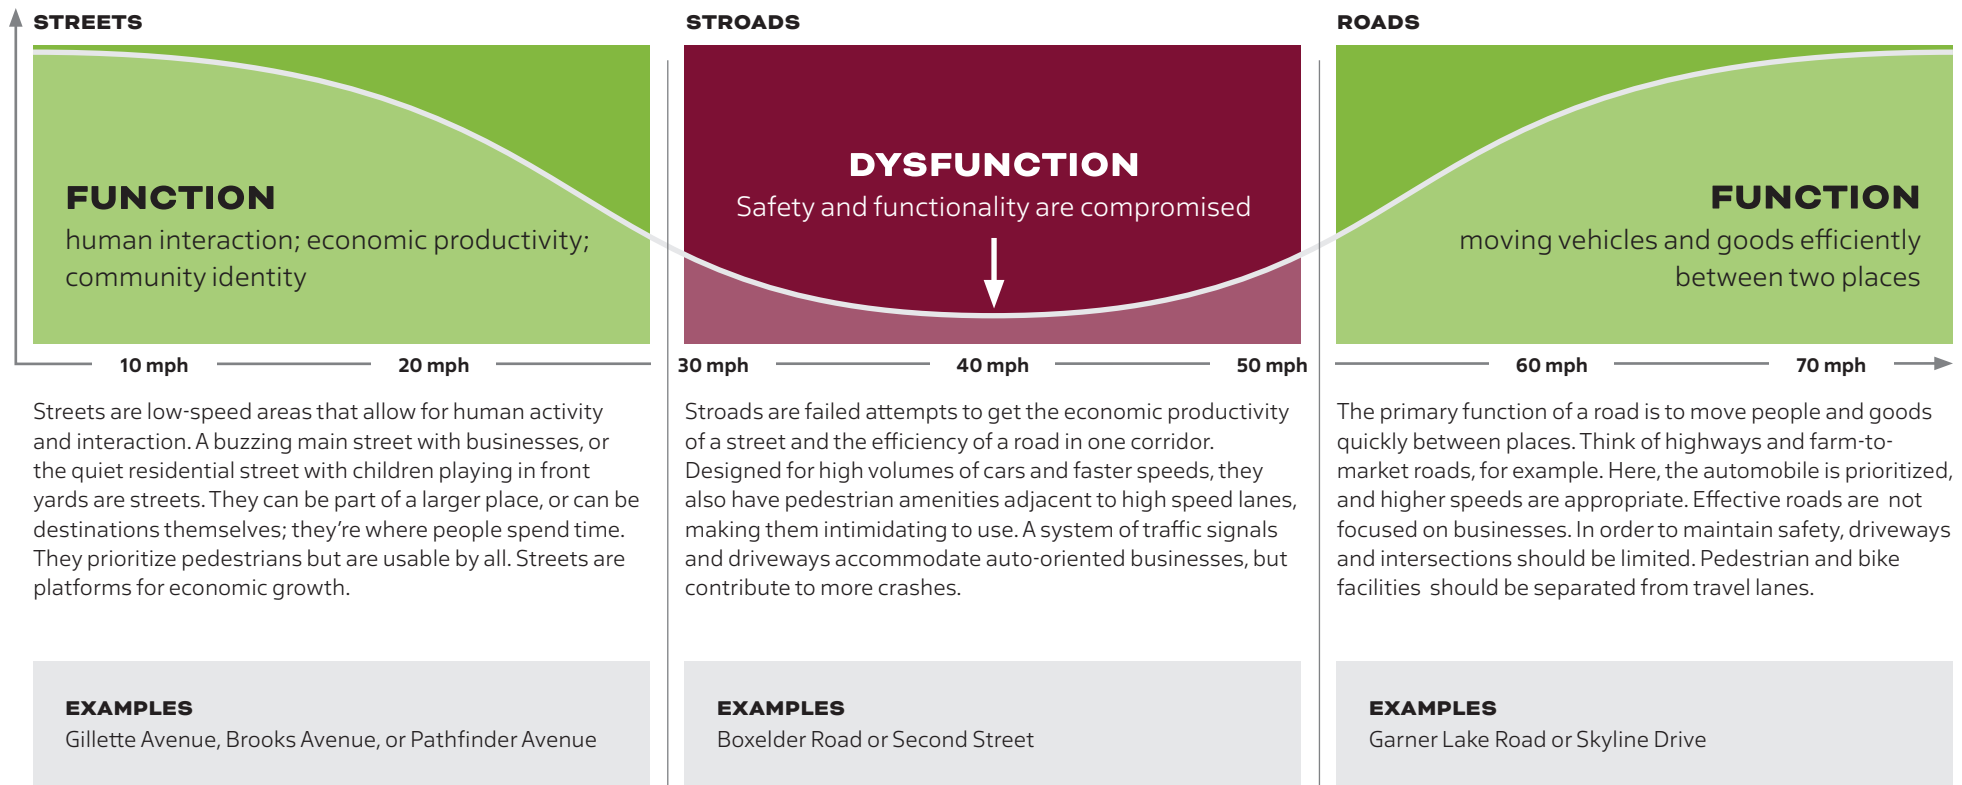 STREETS
FUNCTION
human interaction; economic productivity;
community identity
10 mph
20 mph
Streets are low-speed areas that allow for human activity
and interaction. A buzzing main street with businesses, or
the quiet residential street with children playing in front
yards are streets. They can be part of a larger place, or can be
destinations themselves; they're where people spend time.
They prioritize pedestrians but are usable by all. Streets are
platforms for economic growth.
EXAMPLES
Gillette Avenue, Brooks Avenue, or Pathfinder Avenue
STROADS
DYSFUNCTION
Safety and functionality are compromised
30 mph
40 mph
50 mph
Stroads are failed attempts to get the economic productivity
of a street and the efficiency of a road in one corridor.
Designed for high volumes of cars and faster speeds, they
also have pedestrian amenities adjacent to high speed lanes,
making them intimidating to use. A system of traffic signals
and driveways accommodate auto-oriented businesses, but
contribute to more crashes.
EXAMPLES
Boxelder Road or Second Street
ROADS
FUNCTION
moving vehicles and goods efficiently
between two places
60 mph
70 mph
The primary function of a road is to move people and goods
quickly between places. Think of highways and farm-to-
market roads, for example. Here, the automobile is prioritized,
and higher speeds are appropriate. Effective roads are not
focused on businesses. In order to maintain safety, driveways
and intersections should be limited. Pedestrian and bike
facilities should be separated from travel lanes.
EXAMPLES
Garner Lake Road or Skyline Drive